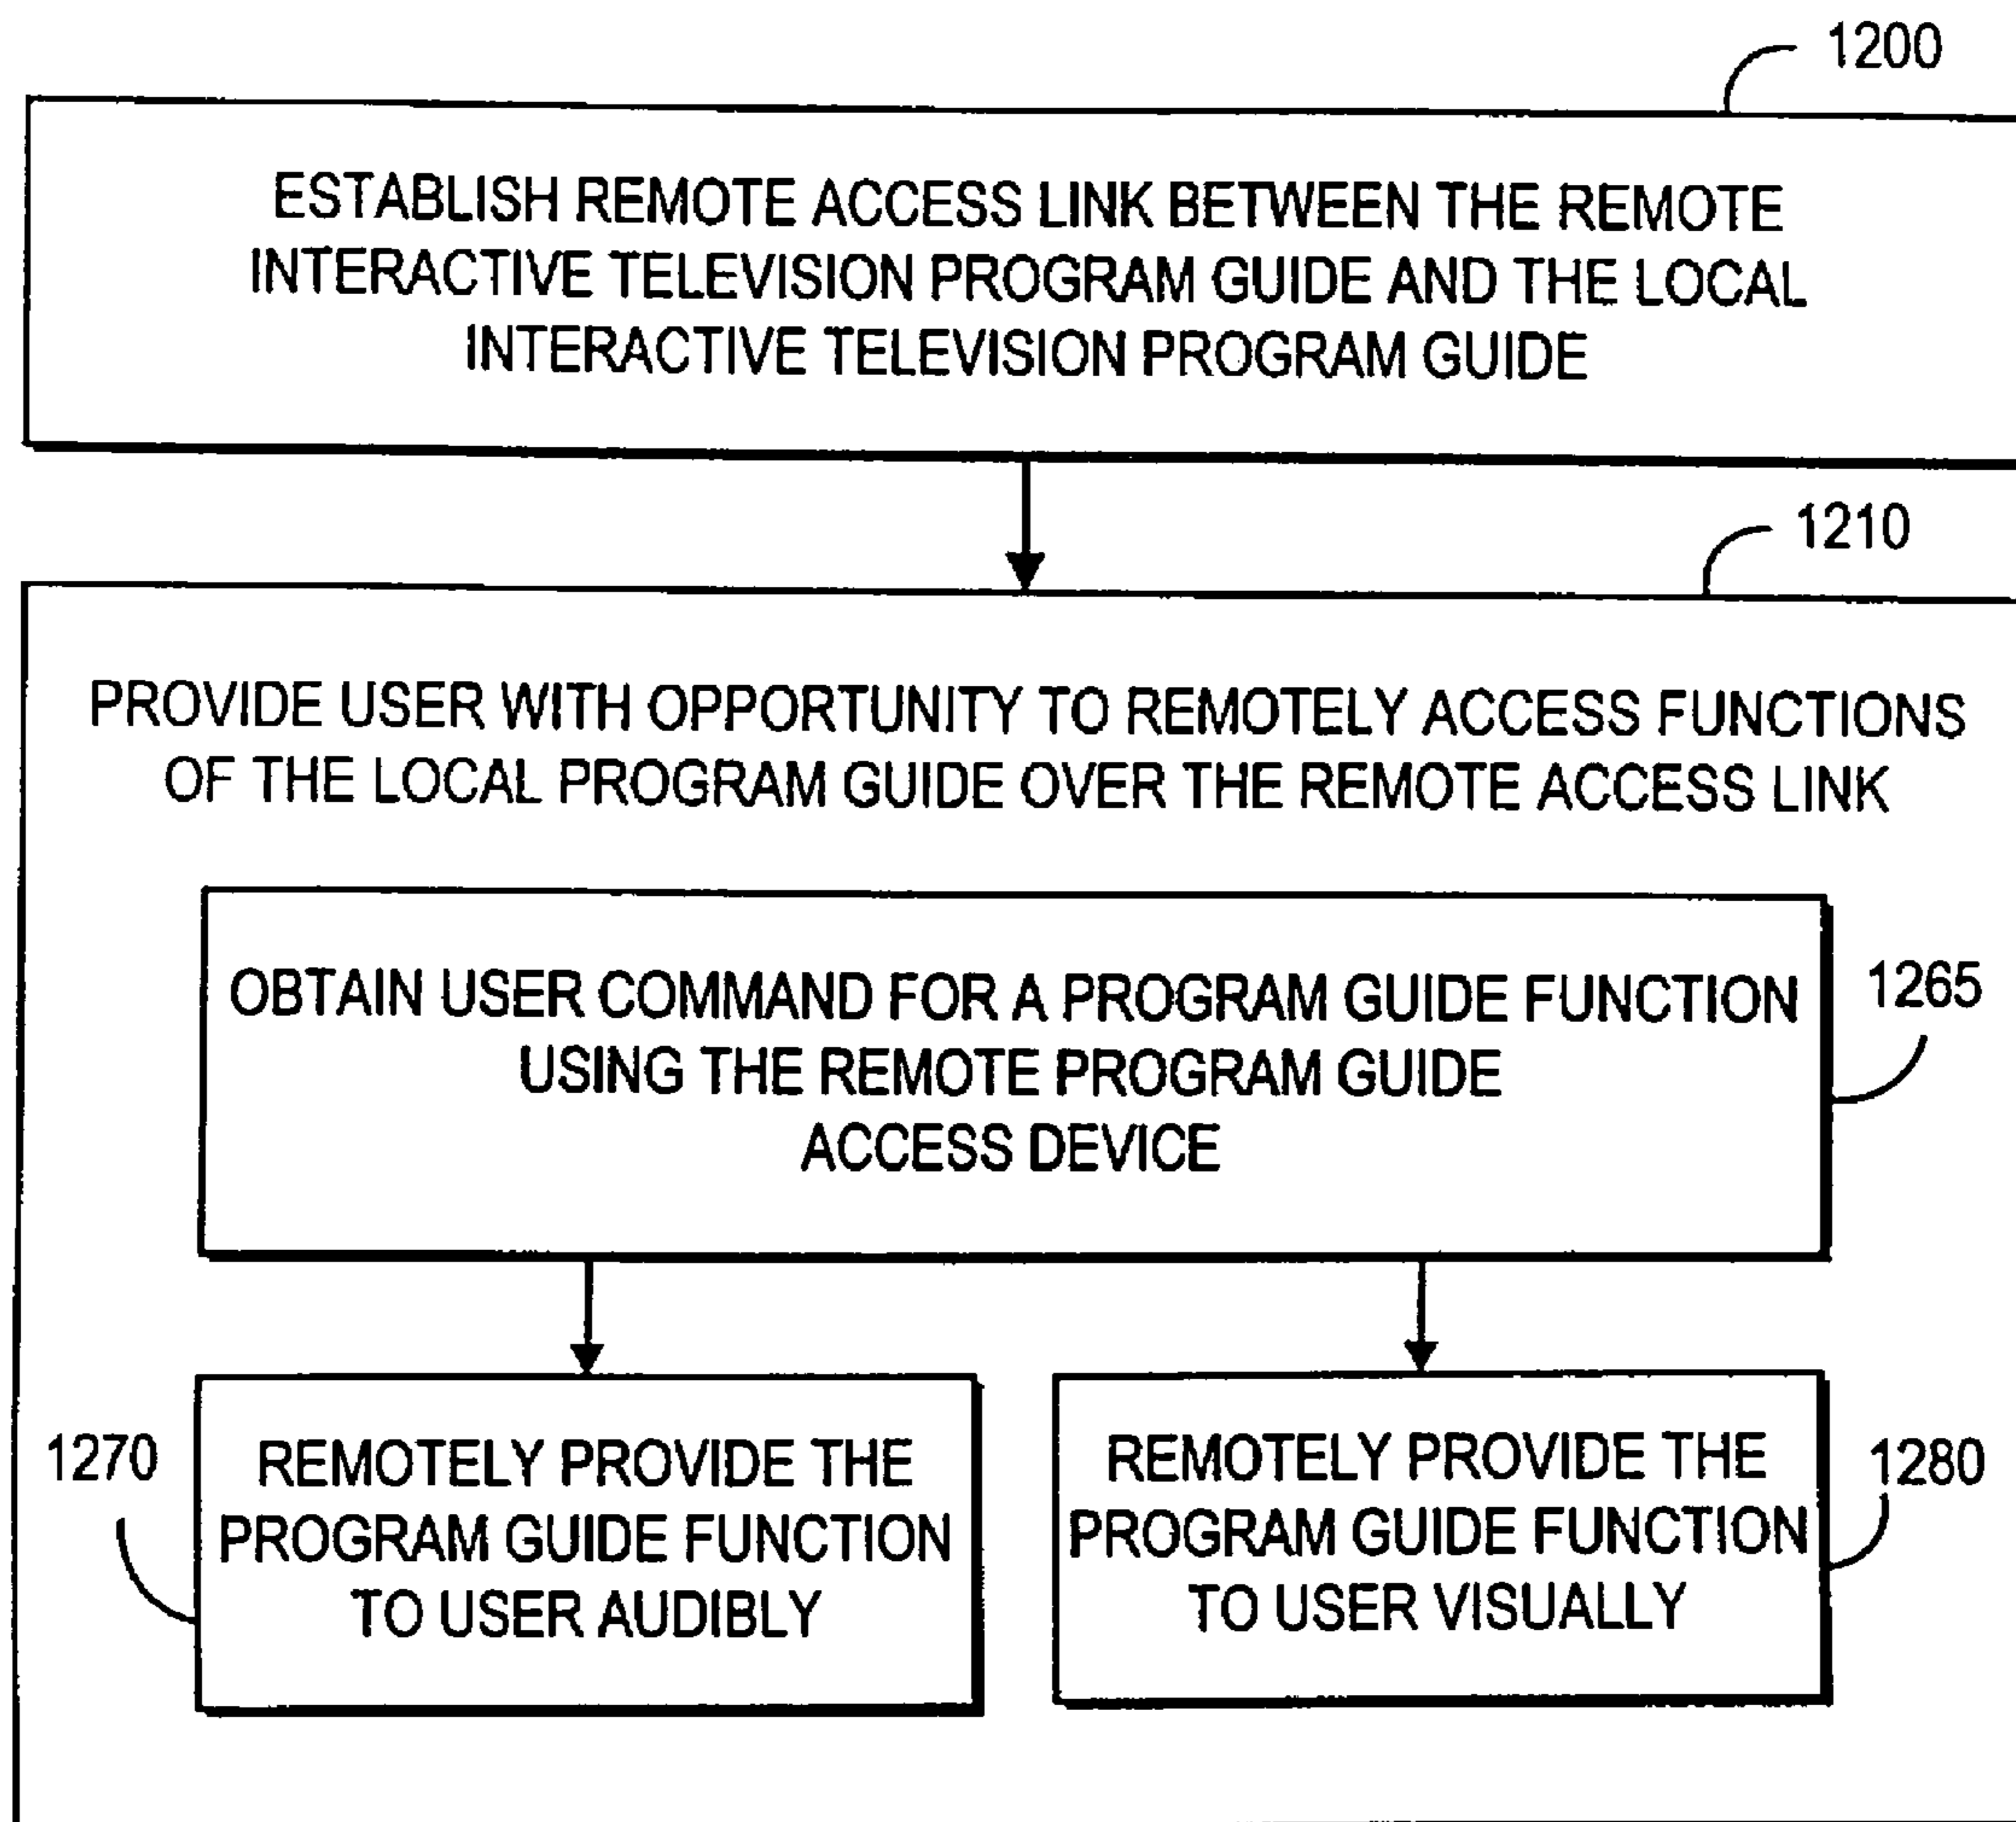 1200
ESTABLISH REMOTE ACCESS LINK BETWEEN THE REMOTE
INTERACTIVE TELEVISION PROGRAM GUIDE AND THE LOCAL
INTERACTIVE TELEVISION PROGRAM GUIDE
1210
PROVIDE USER WITH OPPORTUNITY TO REMOTELY ACCESS FUNCTIONS
OF THE LOCAL PROGRAM GUIDE OVER THE REMOTE ACCESS LINK
OBTAIN USER COMMAND FOR A PROGRAM GUIDE FUNCTION
USING THE REMOTE PROGRAM GUIDE
ACCESS DEVICE
1265
1270
REMOTELY PROVIDE THE
PROGRAM GUIDE FUNCTION
TO USER AUDIBLY
REMOTELY PROVIDE THE
PROGRAM GUIDE FUNCTION
TO USER VISUALLY
1280